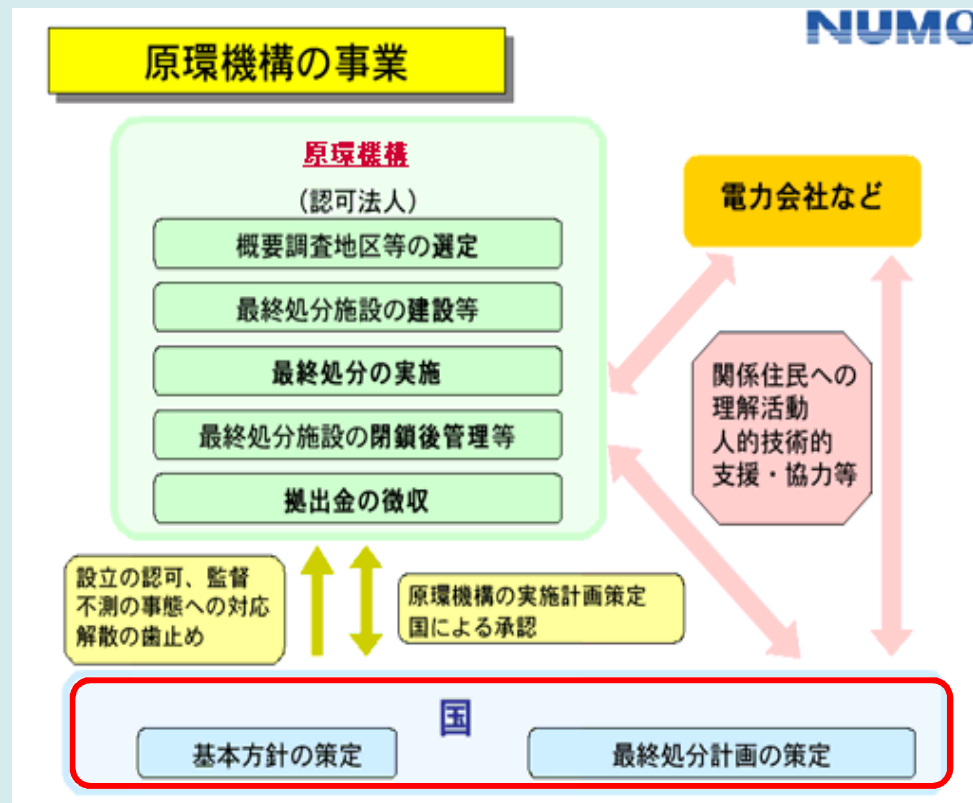 NUMO
原環機構の事業
原環機構
(認可法人)
概要調査地区等の選定
最終処分施設の建設等
最終処分の実施
最終処分施設の閉鎖後管理等
拠出金の徴収
電力会社など
関係住民への
理解活動
人的技術的
支援・協力等
設立の認可、監督
不測の事態への対応
解散の歯止め
原環機構の実施計画策定
国による承認
国
基本方針の策定
最終処分計画の策定